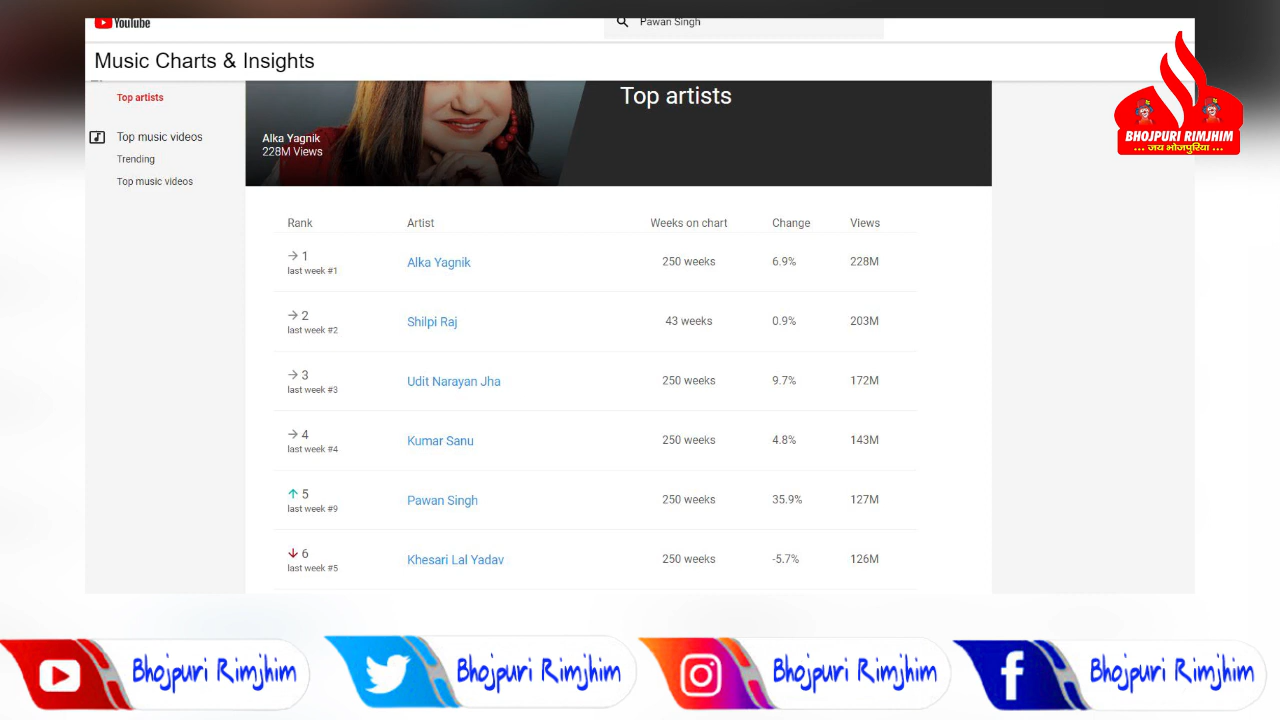 YouTube
Pawan Singh
Music Charts & Insights
Top artists
Top music videos
Trending
Top music videos
Alka Yagnik
228M Views
Top artists
BHOJPURI RIMJHIM
... जय भोजपुरिया ...
Rank Artist Weeks on chart Change Views
→ 1
last week #1
Alka Yagnik 250 weeks 6.9% 228M
→ 2
last week #2
Shilpi Raj 43 weeks 0.9% 203M
→ 3
last week #3
Udit Narayan Jha 250 weeks 9.7% 172M
→ 4
last week #4
Kumar Sanu 250 weeks 4.8% 143M
↑ 5
last week #9
Pawan Singh 250 weeks 35.9% 127M
↓ 6
last week #5
Khesari Lal Yadav 250 weeks -5.7% 126M
Bhojpuri Rimjhim Bhojpuri Rimjhim Bhojpuri Rimjhim Bhojpuri Rimjhim